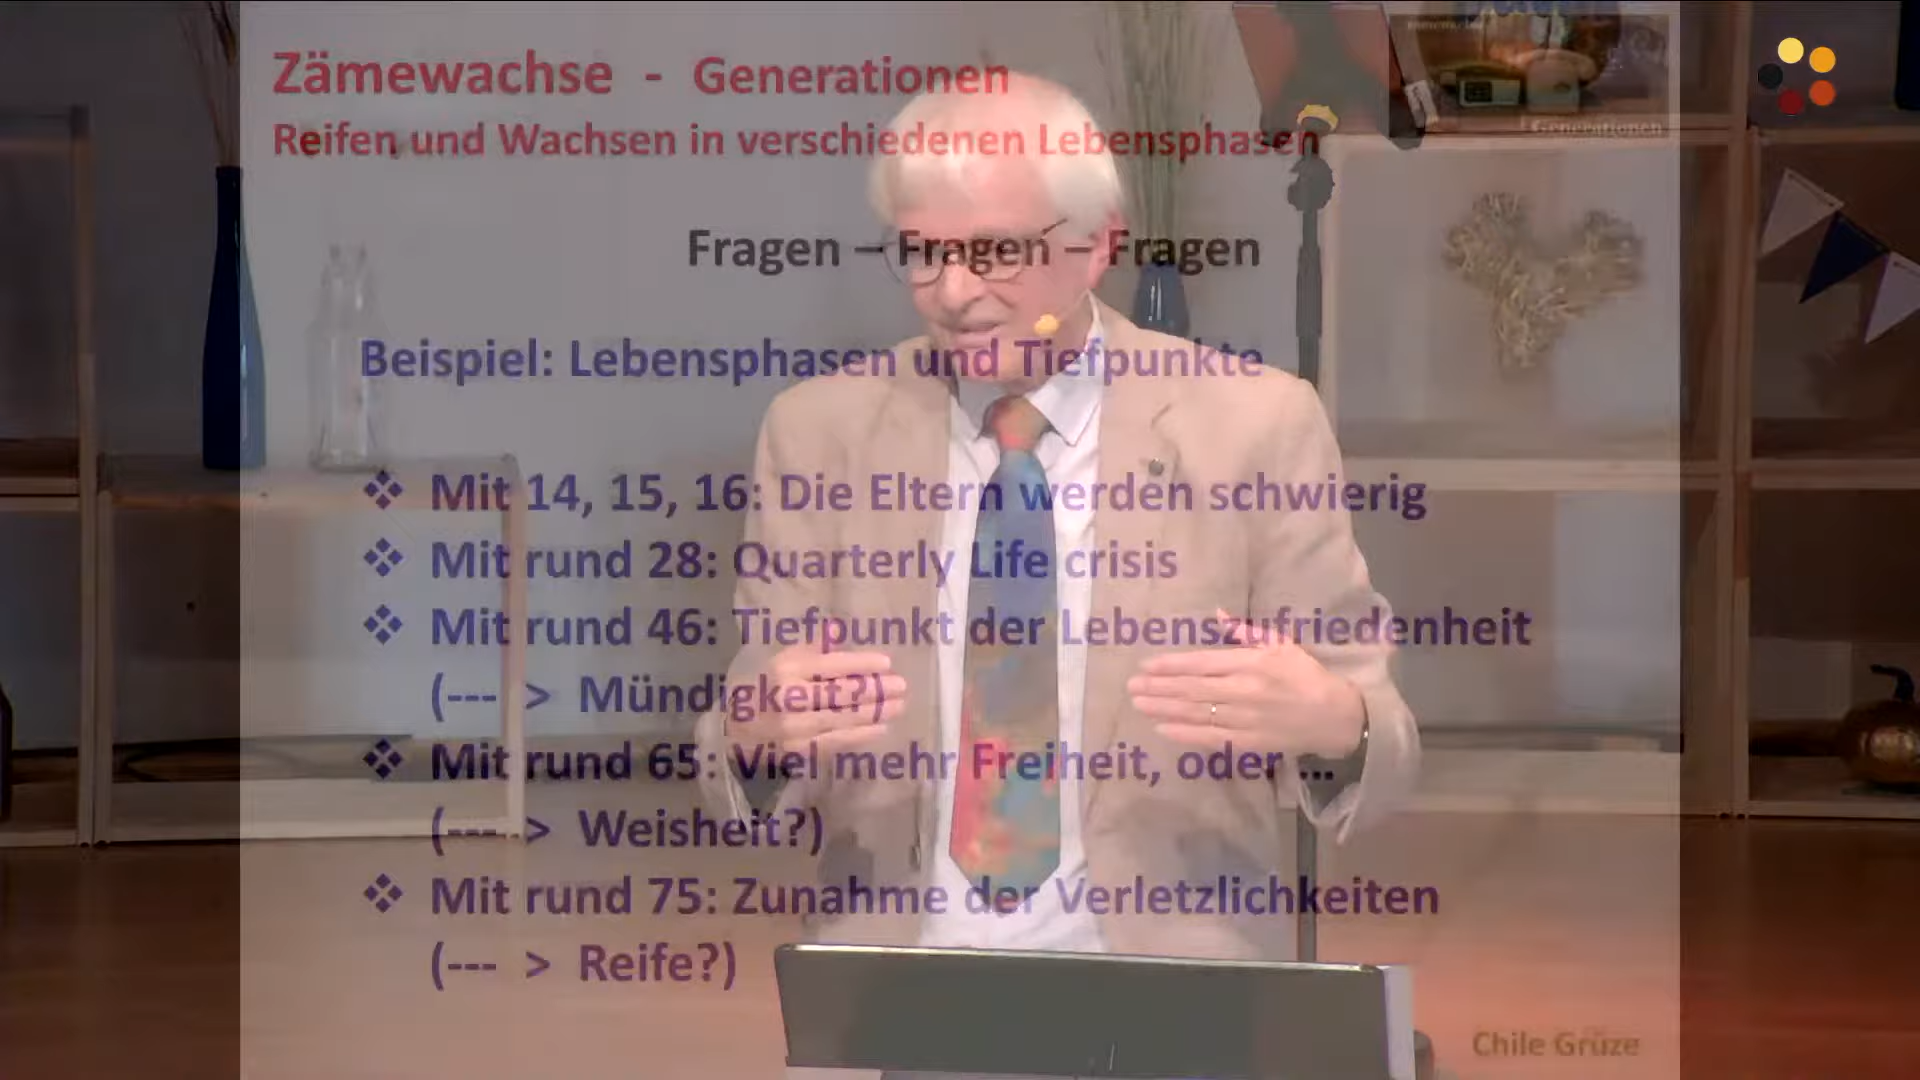 Zämewachse - Generationen
Reifen und Wachsen in verschiedenen Lebensphasen
Generationen
Fragen – Fragen – Fragen
Beispiel: Lebensphasen und Tiefpunkte
❖ Mit 14, 15, 16: Die Eltern werden schwierig
❖ Mit rund 28: Quarterly Life crisis
❖ Mit rund 46: Tiefpunkt der Lebenszufriedenheit
(--- > Mündigkeit?)
❖ Mit rund 65: Viel mehr Freiheit, oder ...
(--- > Weisheit?)
❖ Mit rund 75: Zunahme der Verletzlichkeiten
(--- > Reife?)
Chile Grüze